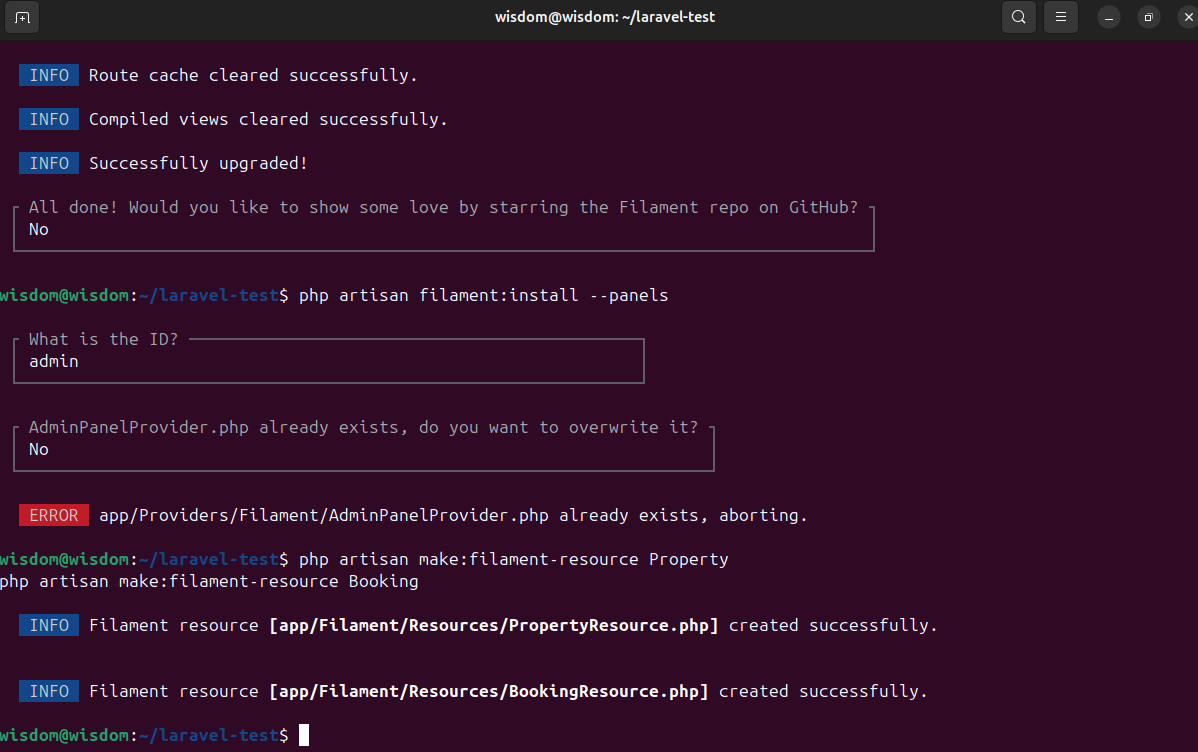 wisdom@wisdom: ~/laravel-test
INFO Route cache cleared successfully.
INFO Compiled views cleared successfully.
INFO Successfully upgraded!
All done! Would you like to show some love by starring the Filament repo on GitHub?
No
wisdom@wisdom:~/laravel-test$ php artisan filament:install --panels
What is the ID?
admin
AdminPanelProvider.php already exists, do you want to overwrite it?
No
ERROR app/Providers/Filament/AdminPanelProvider.php already exists, aborting.
wisdom@wisdom:~/laravel-test$ php artisan make:filament-resource Property
php artisan make:filament-resource Booking
INFO Filament resource [app/Filament/Resources/PropertyResource.php] created successfully.
INFO Filament resource [app/Filament/Resources/BookingResource.php] created successfully.
wisdom@wisdom:~/laravel-test$